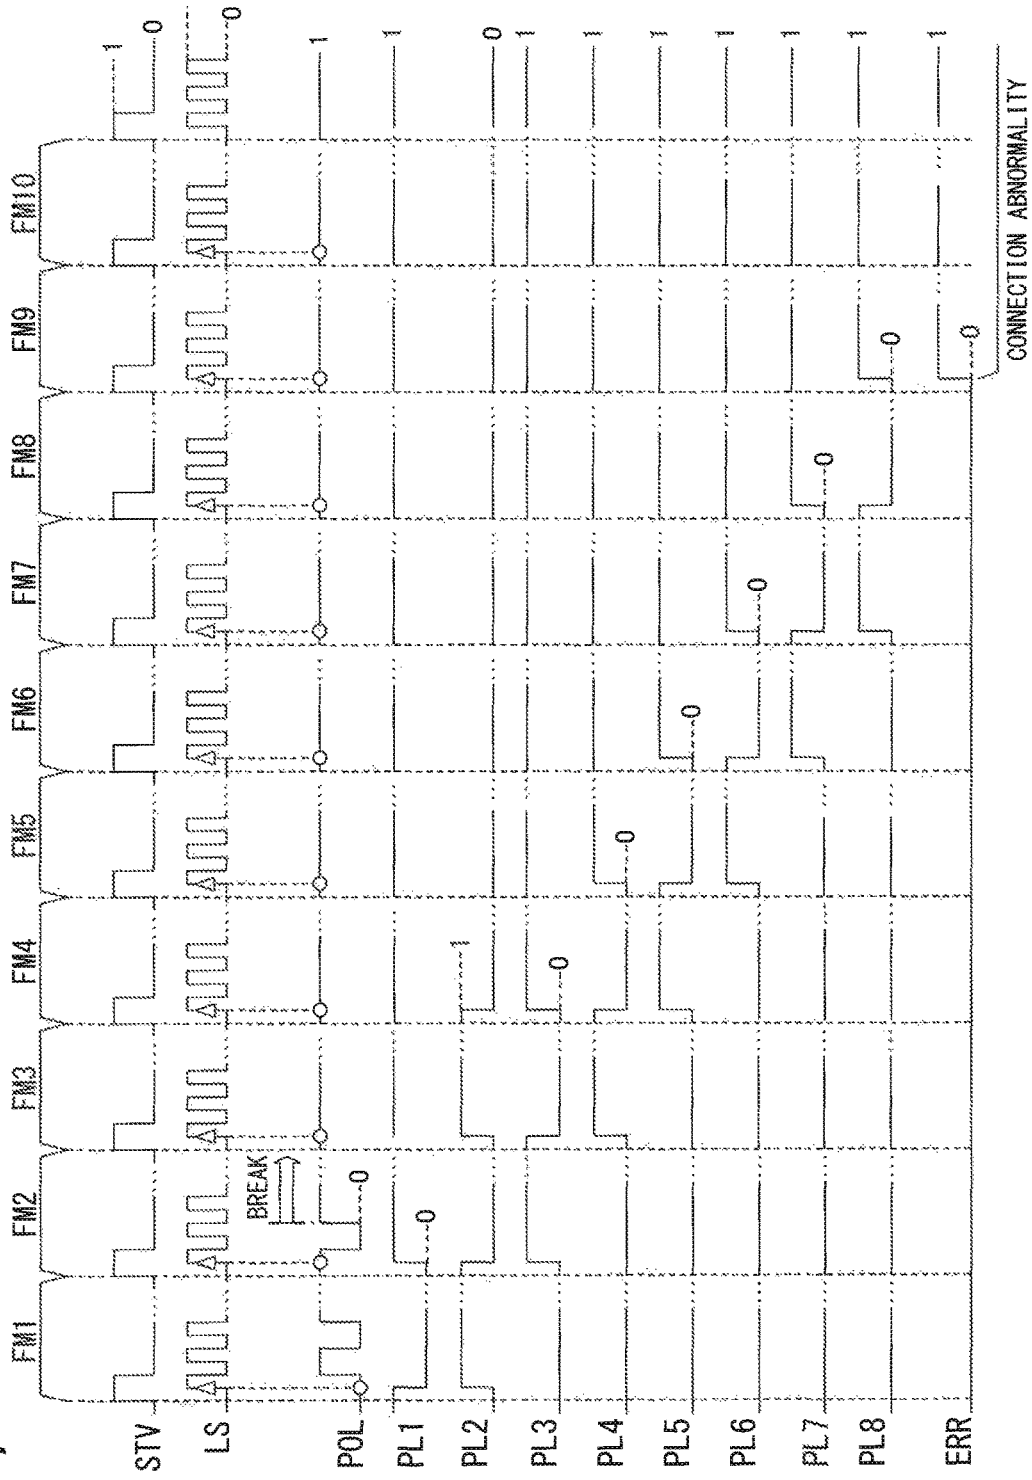 FM1 FM2 FM3 FM4 FM5 FM6 FM7 FM8 FM9 FM10
STV 1 0
LS 0
BREAK
POL 0 1
PL1 0 1
PL2 1 0
PL3 0 1
PL4 0 1
PL5 0 1
PL6 0 1
PL7 0 1
PL8 0 1
ERR 0 1
CONNECTION ABNORMALITY